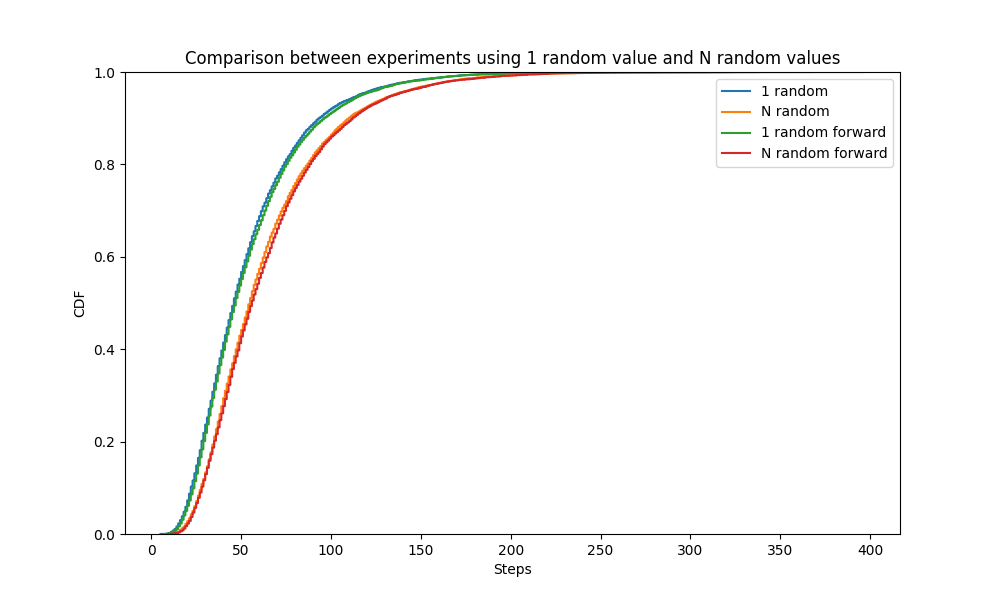 Comparison between experiments using 1 random value and N random values
1.0
0.8
0.6
0.4
0.2
0.0
CDF
1 random
N random
1 random forward
N random forward
0 50 100 150 200 250 300 350 400
Steps